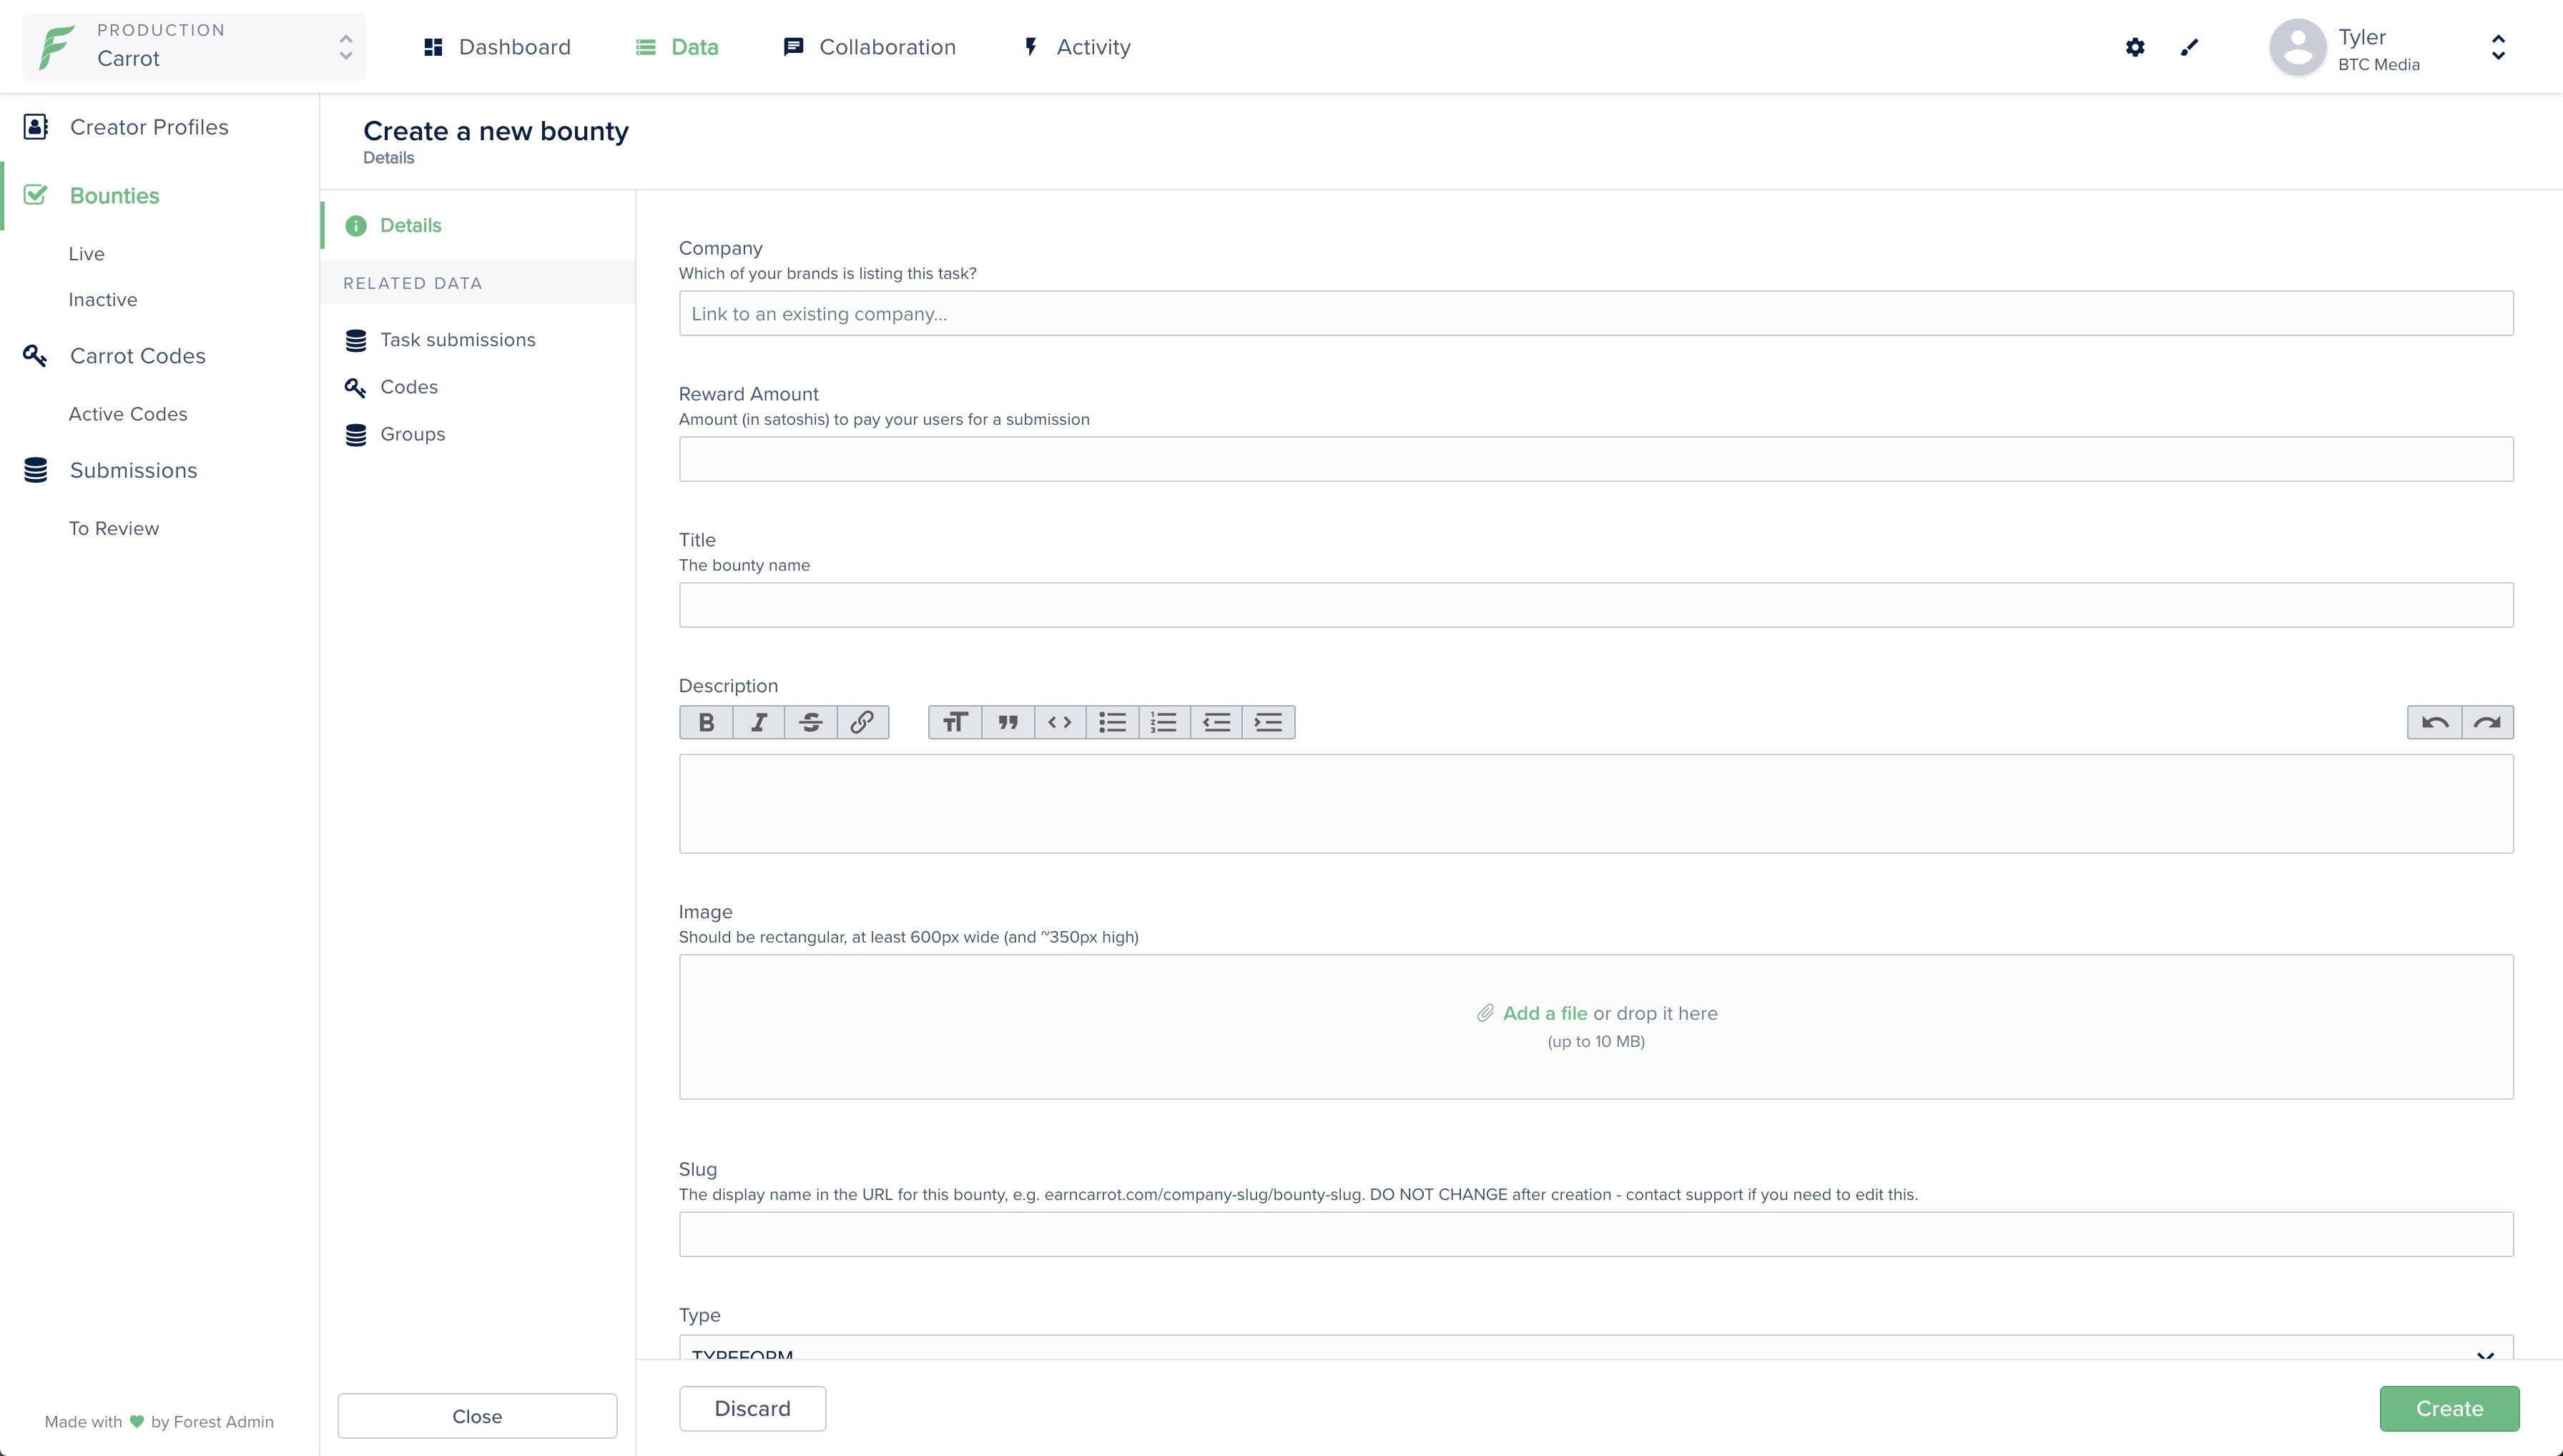 PRODUCTION
Carrot
Dashboard
Data
Collaboration
Activity
Tyler
BTC Media
Creator Profiles
Bounties
Live
Inactive
Carrot Codes
Active Codes
Submissions
To Review
Made with by Forest Admin
Create a new bounty
Details
Details
RELATED DATA
Task submissions
Codes
Groups
Close
Company
Which of your brands is listing this task?
Link to an existing company...
Reward Amount
Amount (in satoshis) to pay your users for a submission
Title
The bounty name
Description
Image
Should be rectangular, at least 600px wide (and ~350px high)
Add a file or drop it here
(up to 10 MB)
Slug
The display name in the URL for this bounty, e.g. earncarrot.com/company-slug/bounty-slug. DO NOT CHANGE after creation - contact support if you need to edit this.
Type
TYPEFORM
Discard
Create